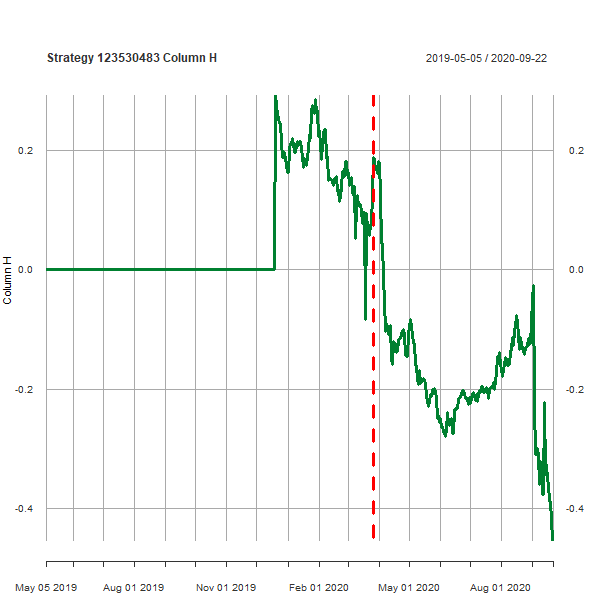 Strategy 123530483 Column H
2019-05-05 / 2020-09-22
0.2
0.2
0.0
0.0
-0.2
-0.2
-0.4
-0.4
Column H
May 05 2019
Aug 01 2019
Nov 01 2019
Feb 01 2020
May 01 2020
Aug 01 2020